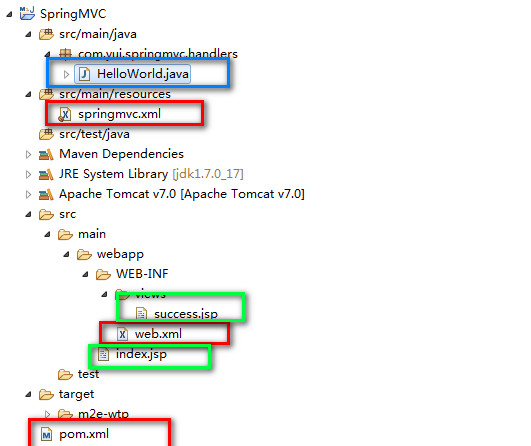 SpringMVC
src/main/java
com.yui.springmvc.handlers
HelloWorld.java
src/main/resources
springmvc.xml
src/test/java
Maven Dependencies
JRE System Library [jdk1.7.0_17]
Apache Tomcat v7.0 [Apache Tomcat v7.0]
src
main
webapp
WEB-INF
views
success.jsp
web.xml
index.jsp
test
target
m2e-wtp
pom.xml